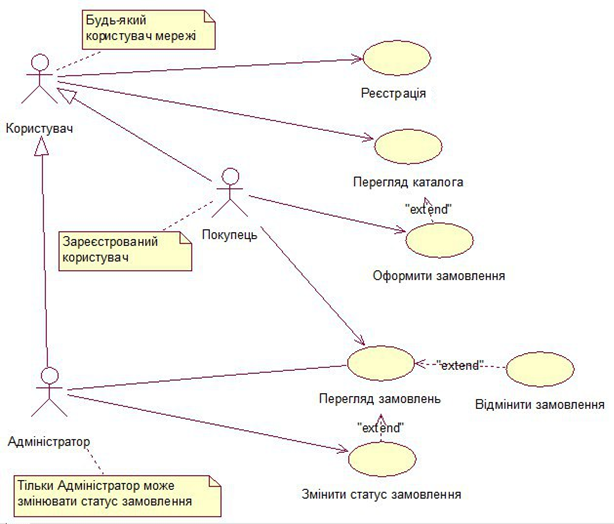 Будь-який
користувач мережі
Реєстрація
Користувач
Перегляд каталога
"extend"
Покупець
Зареєстрований
користувач
Оформити замовлення
"extend"
Перегляд замовлень
Відмінити замовлення
"extend"
Адміністратор
Тільки Адміністратор може
змінювати статус замовлення
Змінити статус замовлення